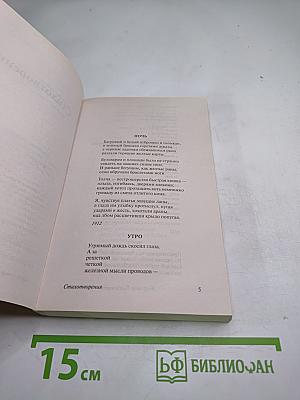 НОЧЬ
Багровый и белый отброшен и скомкан,
в зеленый бросали горстями дукаты,
а черным ладоням сбежавшихся окон
раздали горящие желтые карты.
Бульварам и площади было не странно
увидеть на зданиях синие тоги.
И раньше бегущим, как желтые раны,
огни обручали браслетами ноги.
Толпа — пестрошерстая быстрая кошка —
плыла, изгибаясь, дверями влекома;
каждый хотел протащить хоть немножко
громаду из смеха отлитого кома.
Я, чувствуя платья зовущие лапы,
в глаза им улыбку протиснул; пугая
ударами в жесть, хохотали арапы,
над лбом расцветивши крыло попугая.
1912
УТРО
Угрюмый дождь скосил глаза.
А за
решеткой
четкой
железной мысли проводов —
Стихотворения
5
15 см
БФ БИБЛИОФАН